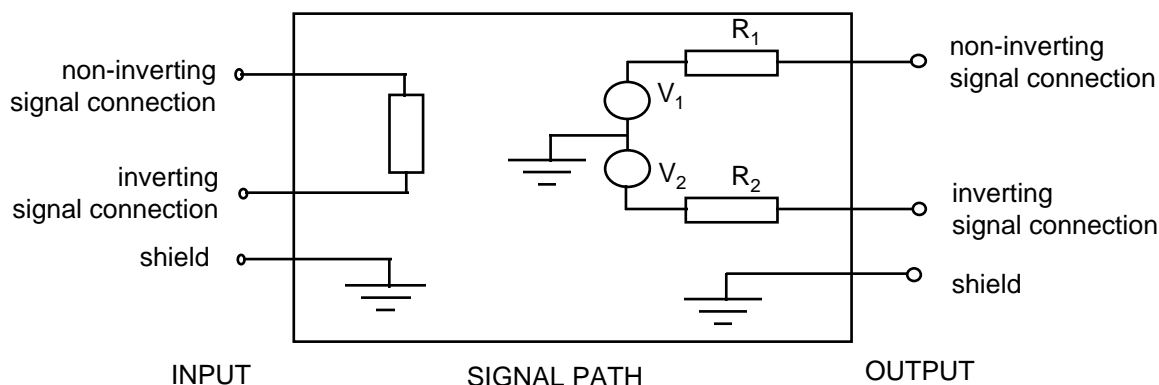 R1
non-inverting
signal connection
V1
non-inverting
signal connection
inverting
signal connection
V2
R2
inverting
signal connection
shield
shield
INPUT
SIGNAL PATH
OUTPUT